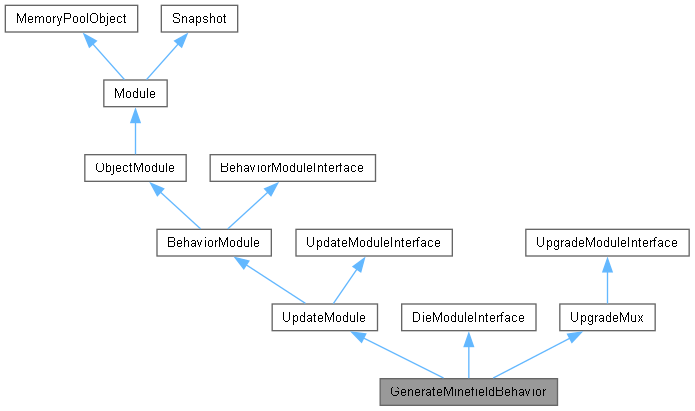 MemoryPoolObject
Snapshot
Module
ObjectModule
BehaviorModuleInterface
BehaviorModule
UpdateModuleInterface
UpgradeModuleInterface
UpdateModule
DieModuleInterface
UpgradeMux
GenerateMinefieldBehavior